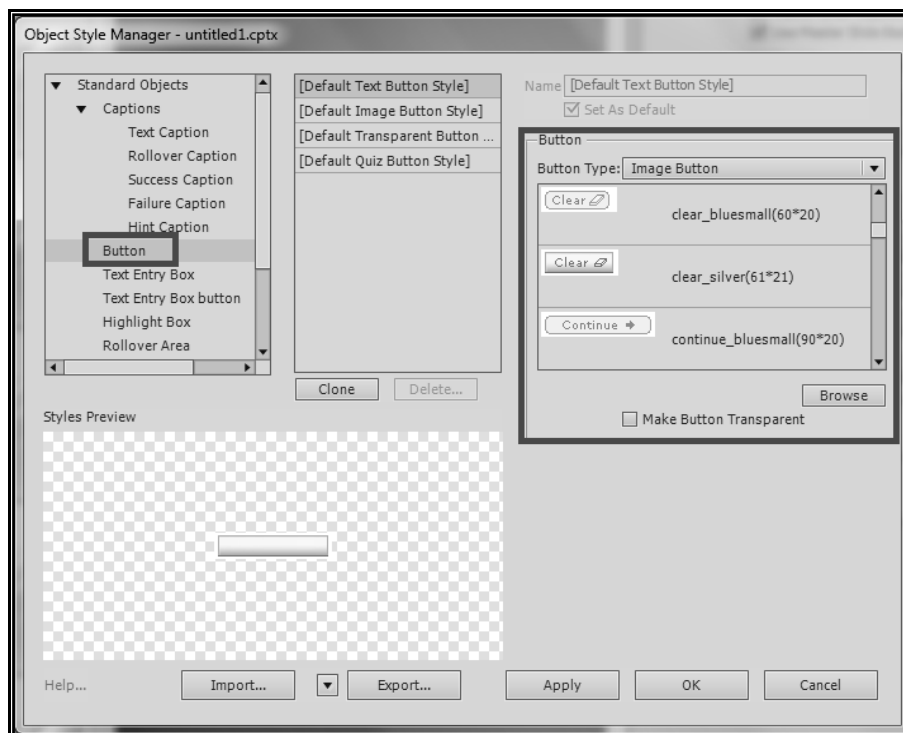 Object Style Manager - untitled1.cptx
Standard Objects
Captions
Text Caption
Rollover Caption
Success Caption
Failure Caption
Hint Caption
Button
Text Entry Box
Text Entry Box button
Highlight Box
Rollover Area
[Default Text Button Style]
[Default Image Button Style]
[Default Transparent Button ...
[Default Quiz Button Style]
Clone Delete...
Name [Default Text Button Style]
Set As Default
Button
Button Type: Image Button
Clear clear_bluesmall(60*20)
Clear clear_silver(61*21)
Continue continue_bluesmall(90*20)
Browse
Make Button Transparent
Styles Preview
Help... Import... Export... Apply OK Cancel